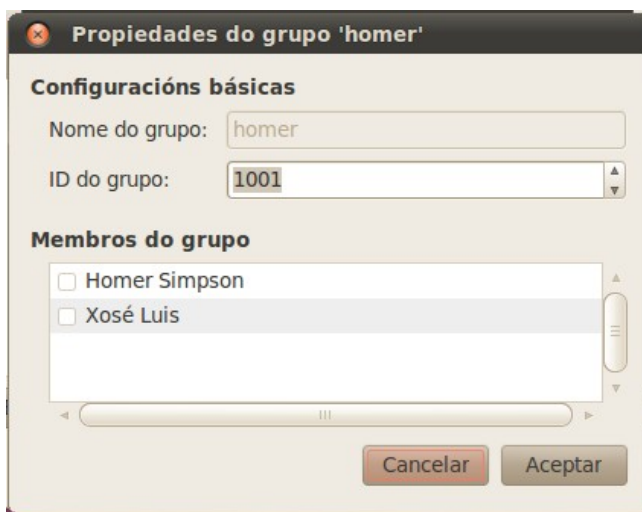 Propiedades do grupo 'homer'
Configuracións básicas
Nome do grupo: homer
ID do grupo: 1001
Membros do grupo
Homer Simpson
Xosé Luis
Cancelar Aceptar